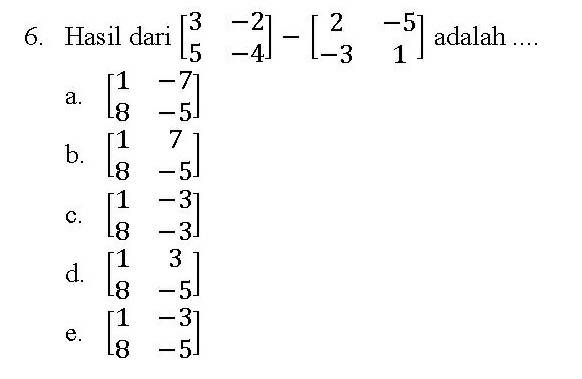 6. Hasil dari [3 −2; 5 −4] − [2 −5; −3 1] adalah ....
a. [1 −7; 8 −5]
b. [1 7; 8 −5]
c. [1 −3; 8 −3]
d. [1 3; 8 −5]
e. [1 −3; 8 −5]